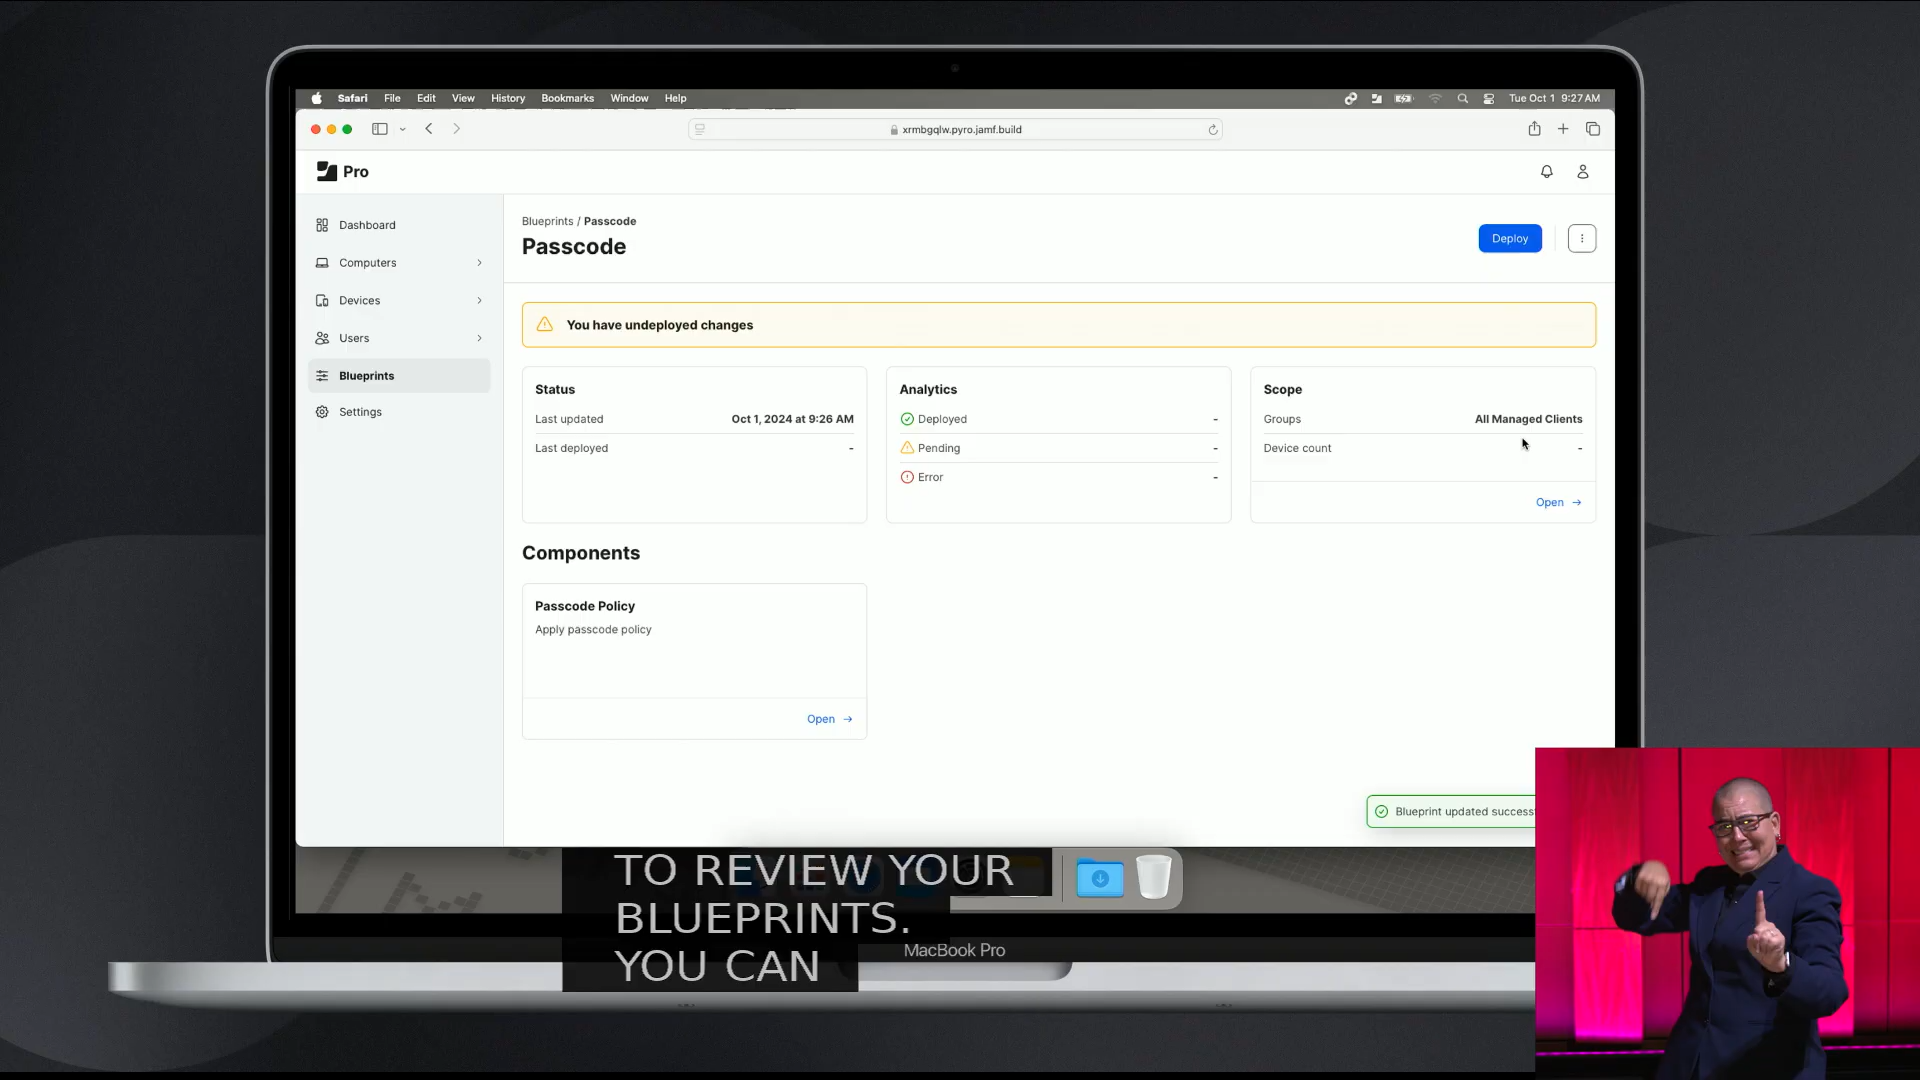 Safari File Edit View History Bookmarks Window Help Tue Oct 1 9:27 AM
xrmbgqlw.pyro.jamf.build
Pro
Dashboard
Computers
Devices
Users
Blueprints
Settings
Blueprints / Passcode
Passcode
Deploy
You have undeployed changes
Status
Last updated Oct 1, 2024 at 9:26 AM
Last deployed -
Analytics
Deployed -
Pending -
Error -
Scope
Groups All Managed Clients
Device count -
Open →
Components
Passcode Policy
Apply passcode policy
Open →
Blueprint updated success
TO REVIEW YOUR
BLUEPRINTS.
YOU CAN
MacBook Pro